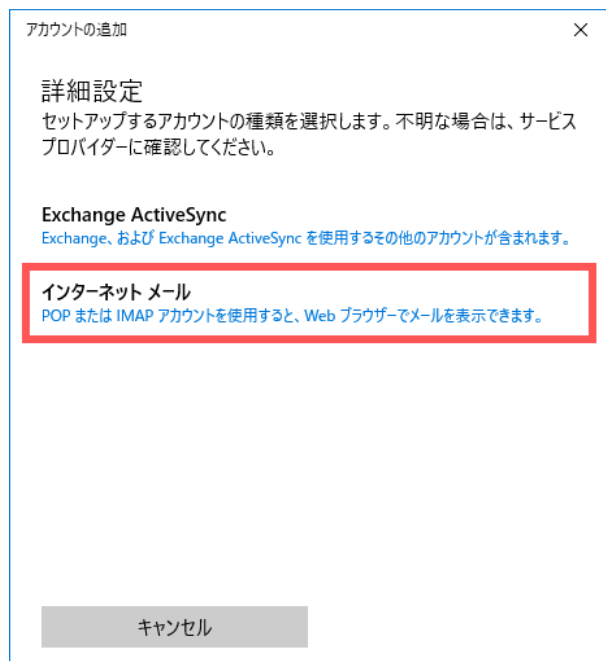 アカウントの追加
詳細設定
セットアップするアカウントの種類を選択します。不明な場合は、サービス
プロバイダーに確認してください。
Exchange ActiveSync
Exchange、および Exchange ActiveSync を使用するその他のアカウントが含まれます。
インターネット メール
POP または IMAP アカウントを使用すると、Web ブラウザーでメールを表示できます。
キャンセル